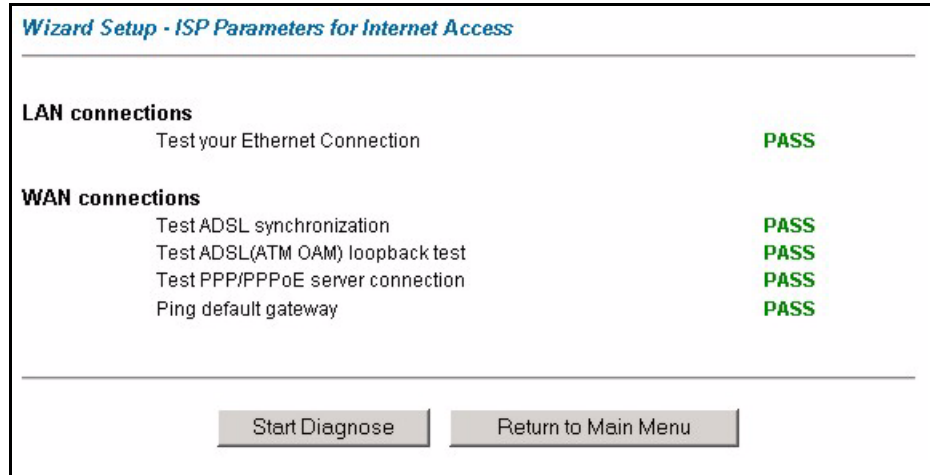 Wizard Setup - ISP Parameters for Internet Access
LAN connections
Test your Ethernet Connection PASS
WAN connections
Test ADSL synchronization PASS
Test ADSL(ATM OAM) loopback test PASS
Test PPP/PPPoE server connection PASS
Ping default gateway PASS
Start Diagnose Return to Main Menu